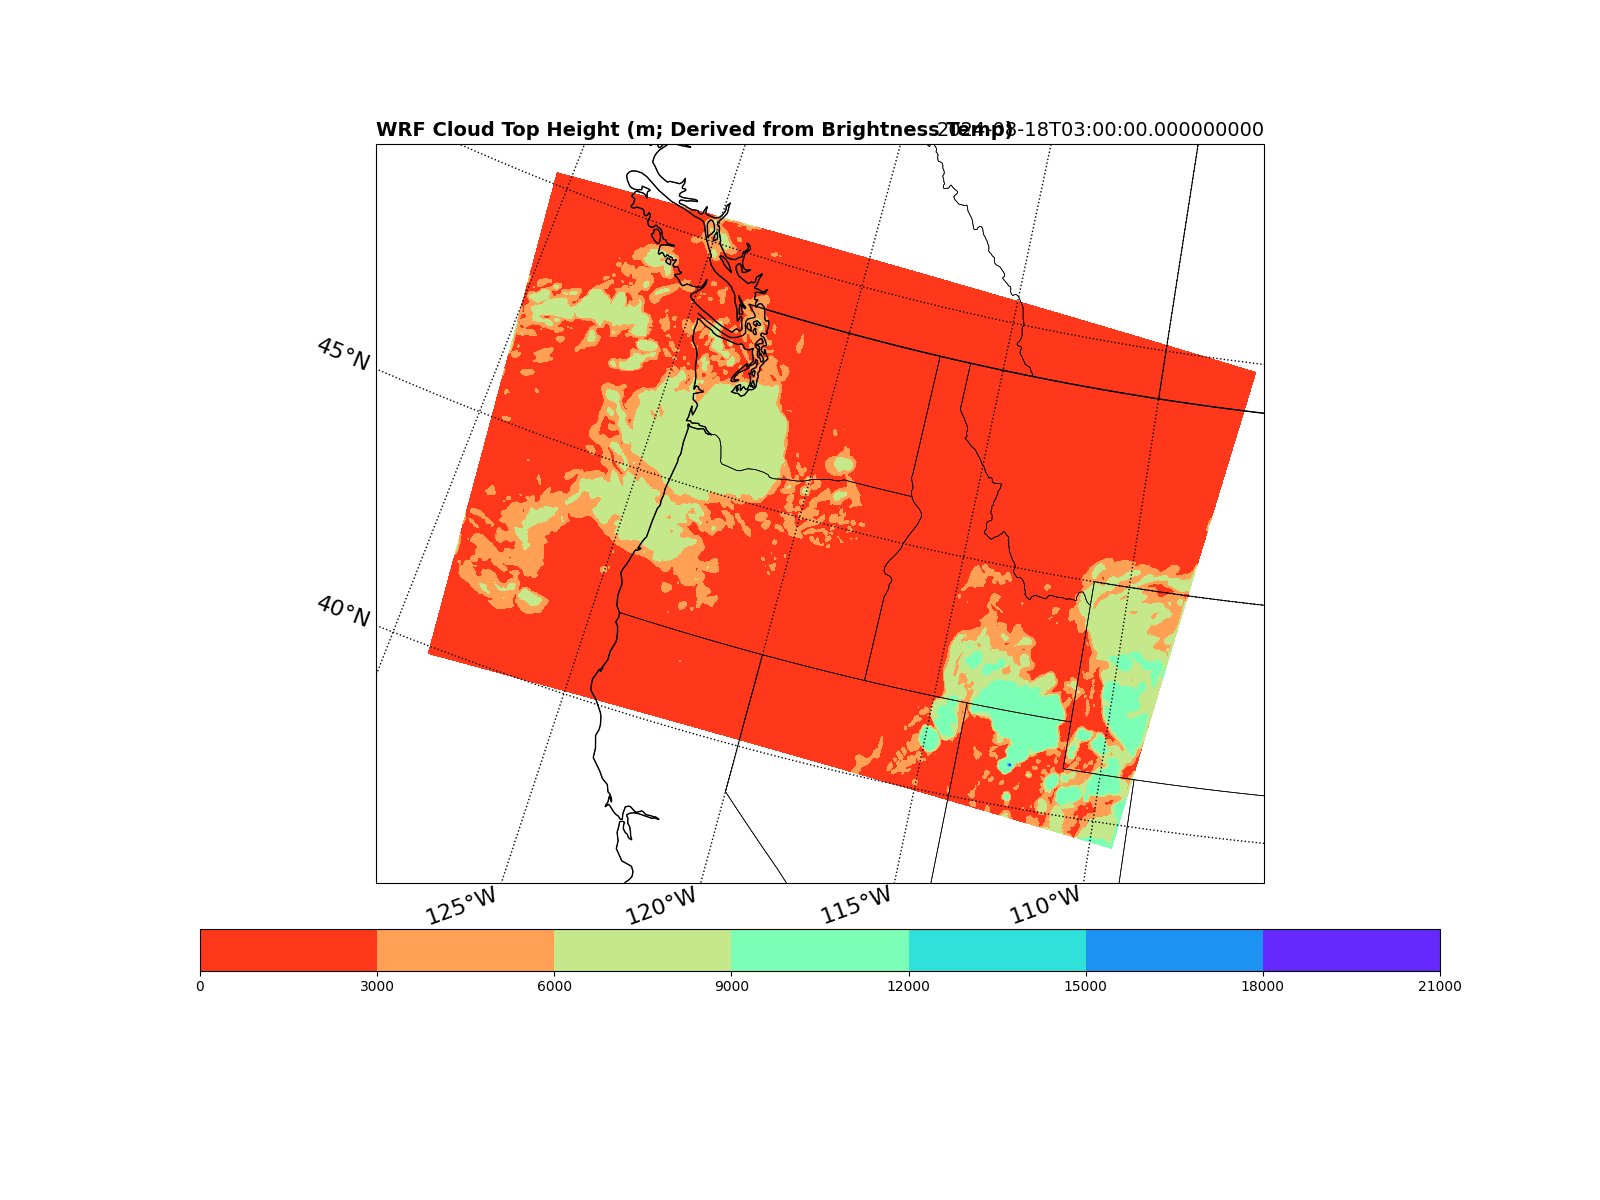 WRF Cloud Top Height (m; Derived from Brightness Temp)
2024-08-18T03:00:00.000000000
45°N
40°N
125°W 120°W 115°W 110°W
0 3000 6000 9000 12000 15000 18000 21000